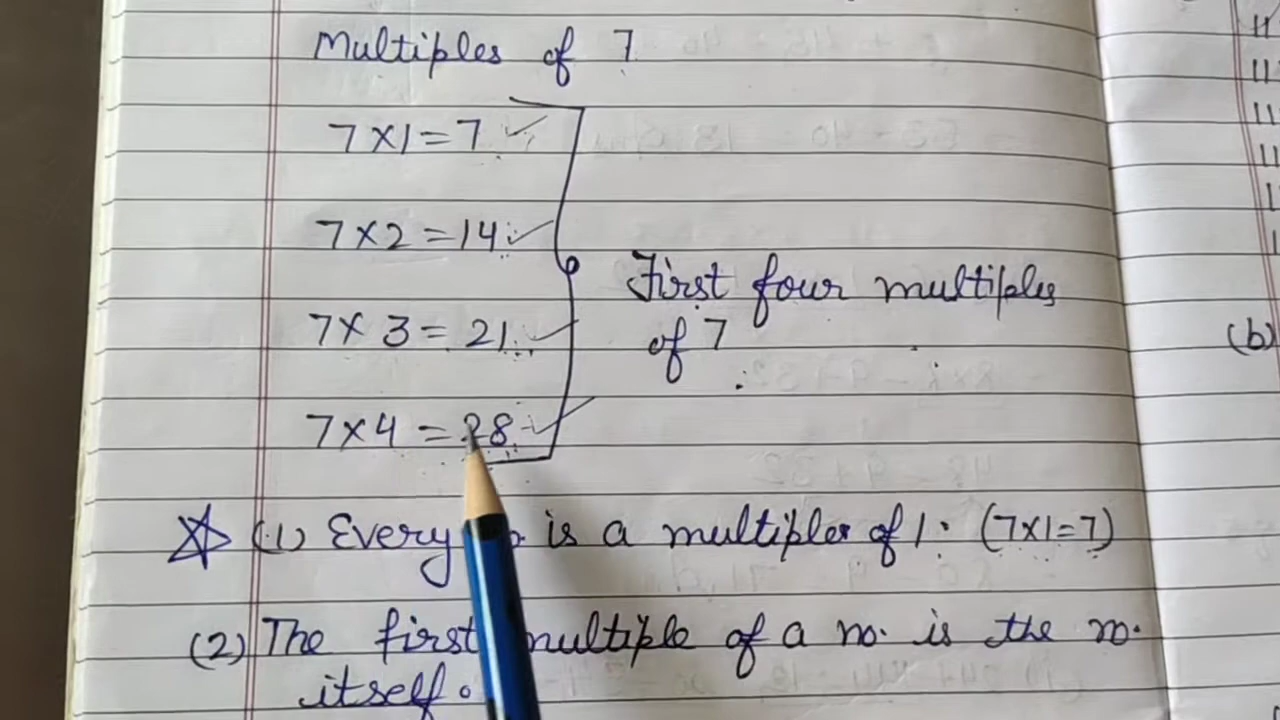 Multiples of 7
7×1=7
7×2=14
7×3=21
7×4=28
First four multiples
of 7
(1) Every is a multiples of 1. (7×1=7)
(2) The first multiple of a no. is the no.
itself.
(b)